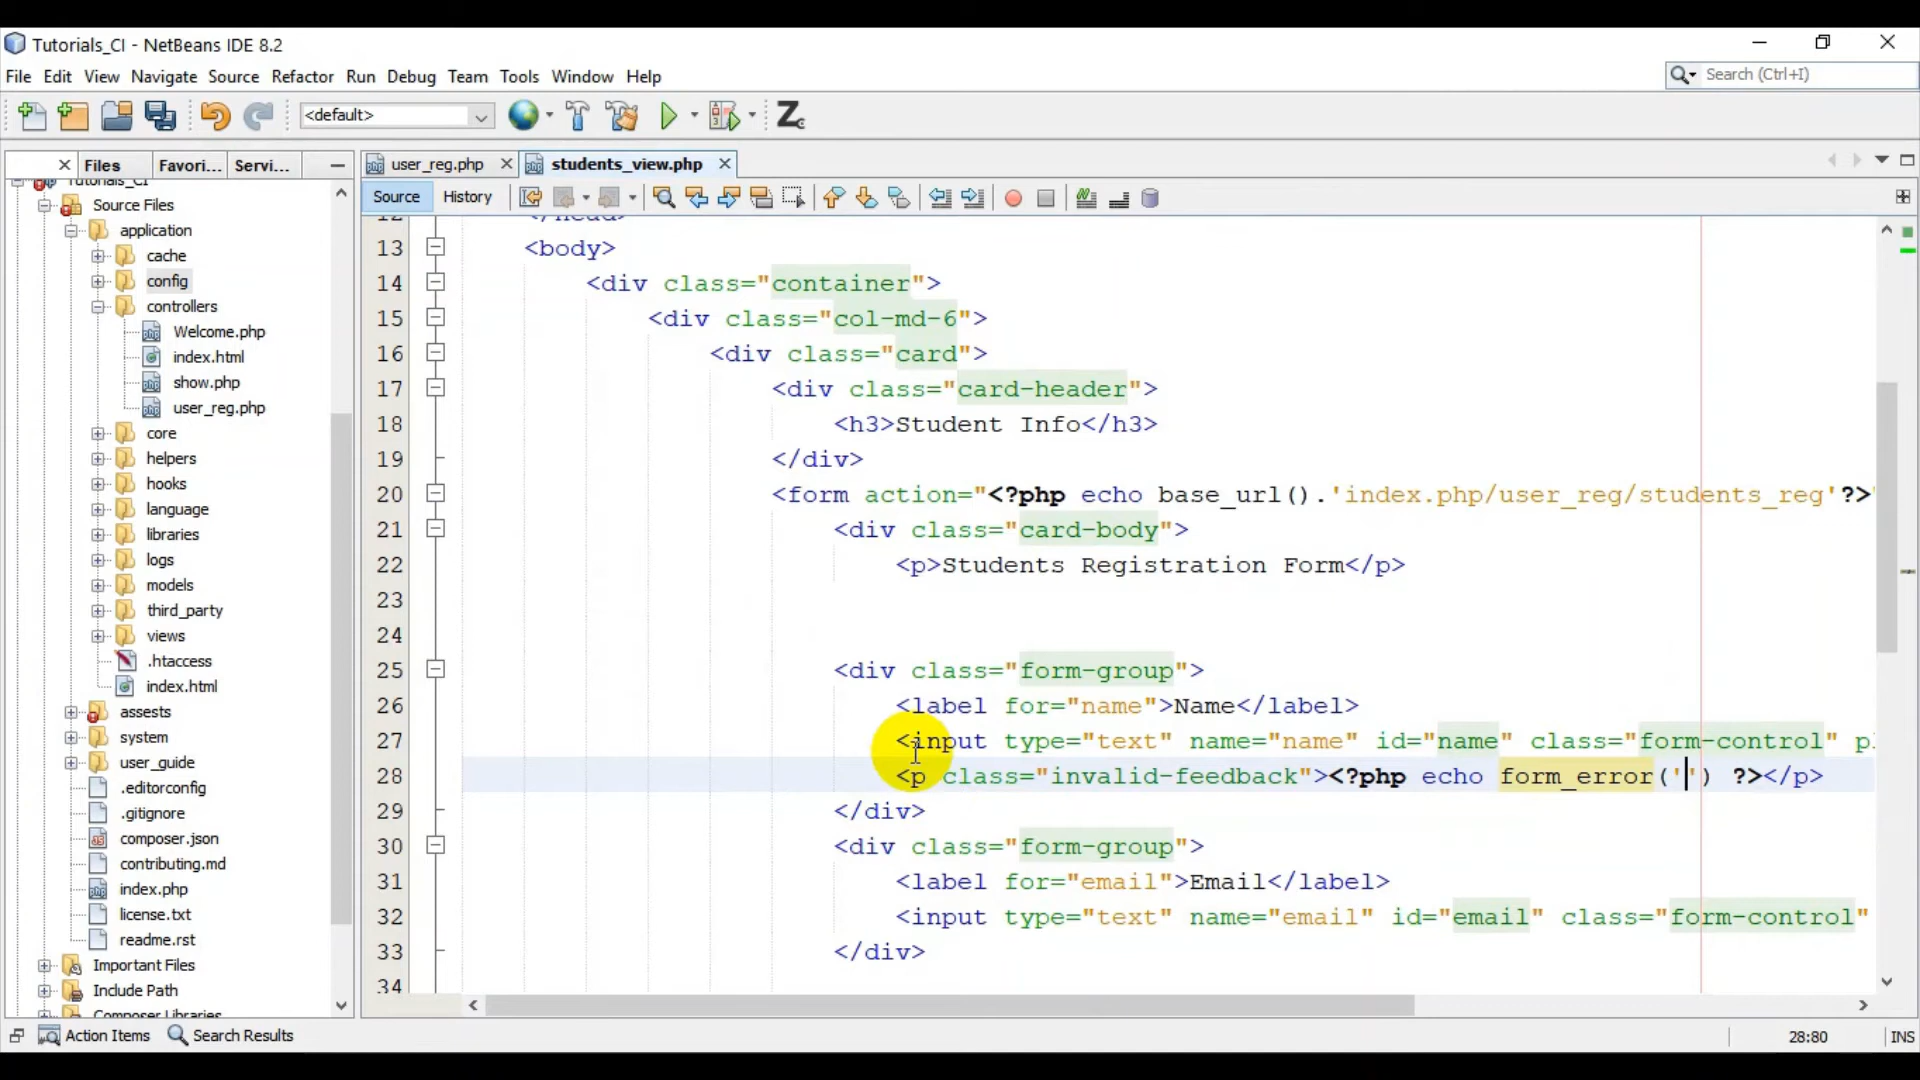 Tutorials_CI - NetBeans IDE 8.2
File Edit View Navigate Source Refactor Run Debug Team Tools Window Help
Search (Ctrl+I)
<default>
Files Favori... Servi...
user_reg.php students_view.php
Source History
Tutorials_CI
Source Files
application
cache
config
controllers
Welcome.php
index.html
show.php
user_reg.php
core
helpers
hooks
language
libraries
logs
models
third_party
views
.htaccess
index.html
assests
system
user_guide
.editorconfig
.gitignore
composer.json
contributing.md
index.php
license.txt
readme.rst
Important Files
Include Path
Composer Libraries
12 </head>
13 <body>
14 <div class="container">
15 <div class="col-md-6">
16 <div class="card">
17 <div class="card-header">
18 <h3>Student Info</h3>
19 </div>
20 <form action="<?php echo base_url().'index.php/user_reg/students_reg'?>"
21 <div class="card-body">
22 <p>Students Registration Form</p>
23
24
25 <div class="form-group">
26 <label for="name">Name</label>
27 <input type="text" name="name" id="name" class="form-control" pl
28 <p class="invalid-feedback"><?php echo form_error('') ?></p>
29 </div>
30 <div class="form-group">
31 <label for="email">Email</label>
32 <input type="text" name="email" id="email" class="form-control"
33 </div>
34
Action Items Search Results
28:80 INS